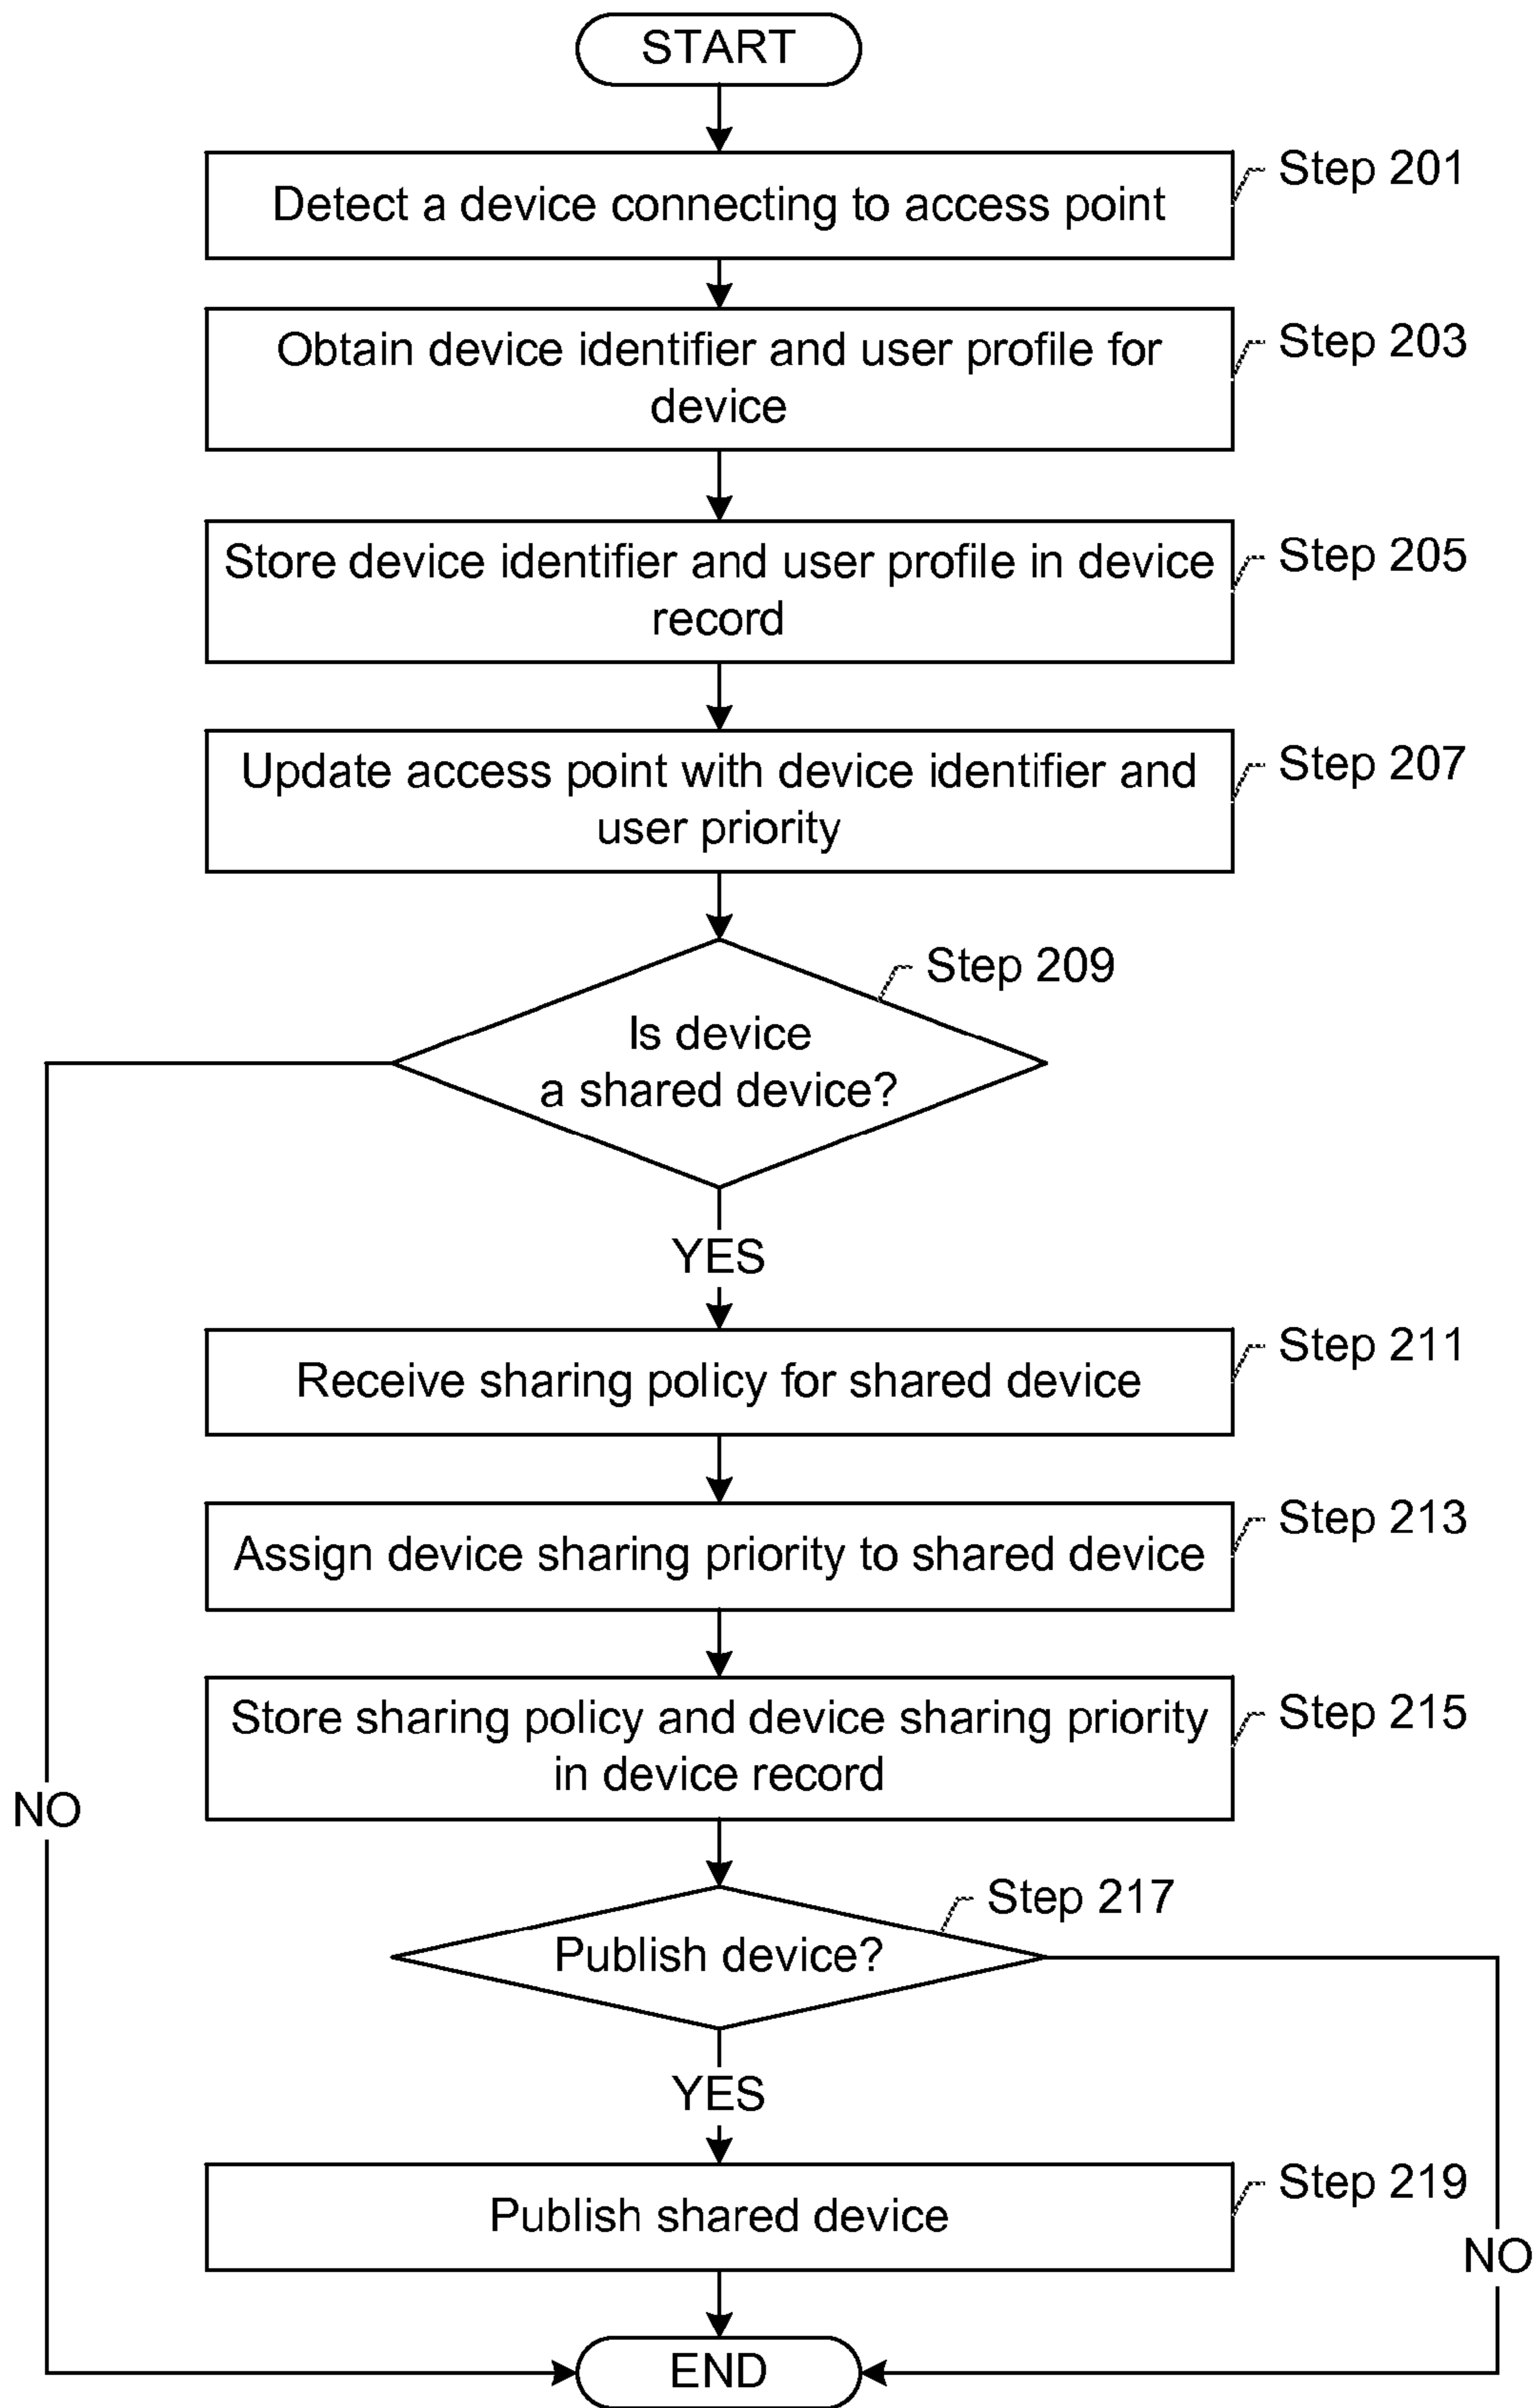 START
Detect a device connecting to access point
Step 201
Obtain device identifier and user profile for
device
Step 203
Store device identifier and user profile in device
record
Step 205
Update access point with device identifier and
user priority
Step 207
Step 209
Is device
a shared device?
YES
Receive sharing policy for shared device
Step 211
Assign device sharing priority to shared device
Step 213
Store sharing policy and device sharing priority
in device record
Step 215
NO
Step 217
Publish device?
YES
Publish shared device
Step 219
NO
END